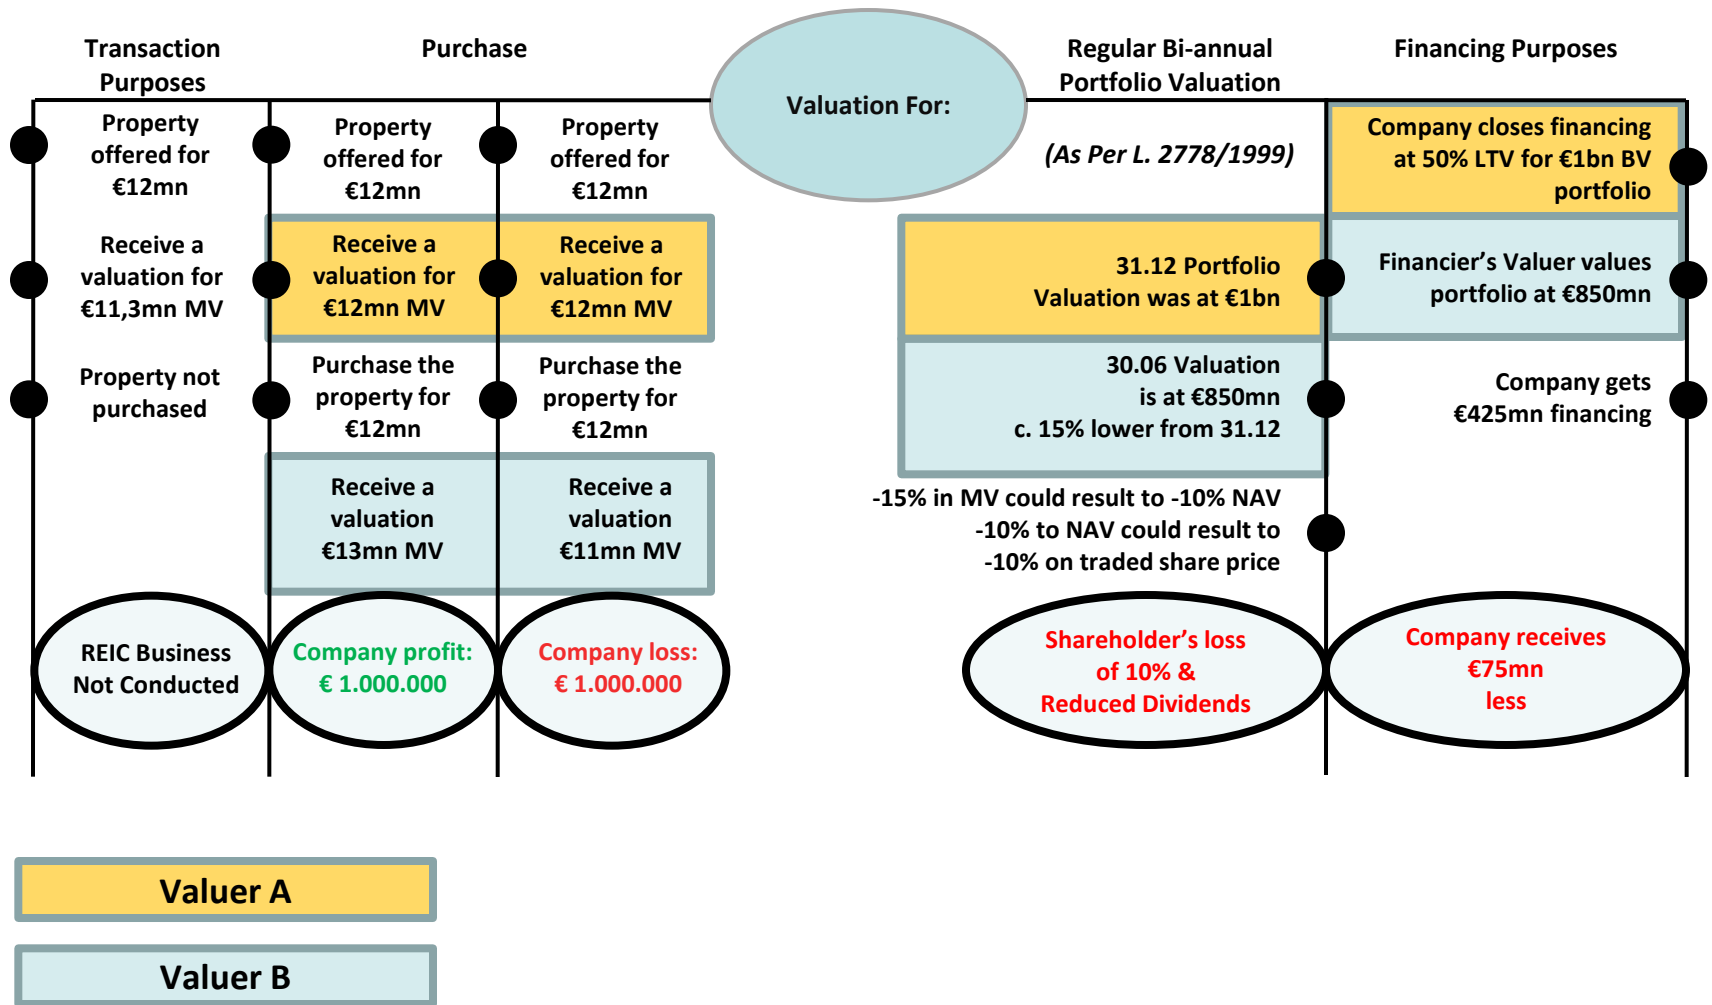 Transaction
Purposes
Purchase
Valuation For:
Regular Bi-annual
Portfolio Valuation
Financing Purposes
Property
offered for
€12mn
Receive a
valuation for
€11,3mn MV
Property not
purchased
REIC Business
Not Conducted
Property
offered for
€12mn
Receive a
valuation for
€12mn MV
Purchase the
property for
€12mn
Receive a
valuation
€13mn MV
Company profit:
€ 1.000.000
Property
offered for
€12mn
Receive a
valuation for
€12mn MV
Purchase the
property for
€12mn
Receive a
valuation
€11mn MV
Company loss:
€ 1.000.000
(As Per L. 2778/1999)
31.12 Portfolio
Valuation was at €1bn
30.06 Valuation
is at €850mn
c. 15% lower from 31.12
-15% in MV could result to -10% NAV
-10% to NAV could result to
-10% on traded share price
Shareholder’s loss
of 10% &
Reduced Dividends
Company closes financing
at 50% LTV for €1bn BV
portfolio
Financier’s Valuer values
portfolio at €850mn
Company gets
€425mn financing
Company receives
€75mn
less
Valuer A
Valuer B